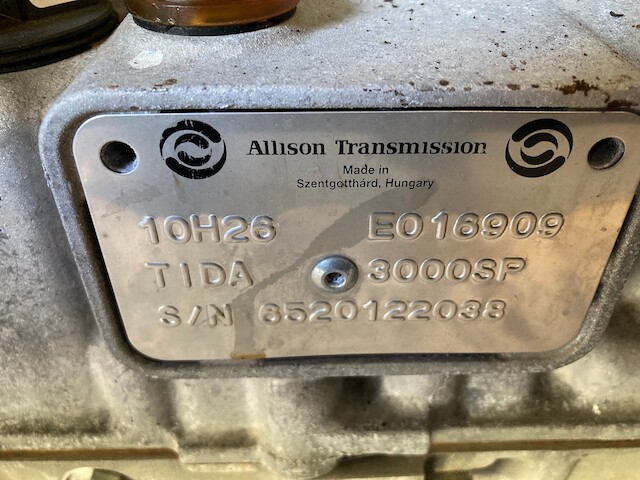 Allison Transmission
Made in
Szentgotthárd, Hungary
10H26 E016909
TIDA 3000SP
S/N 6520122038